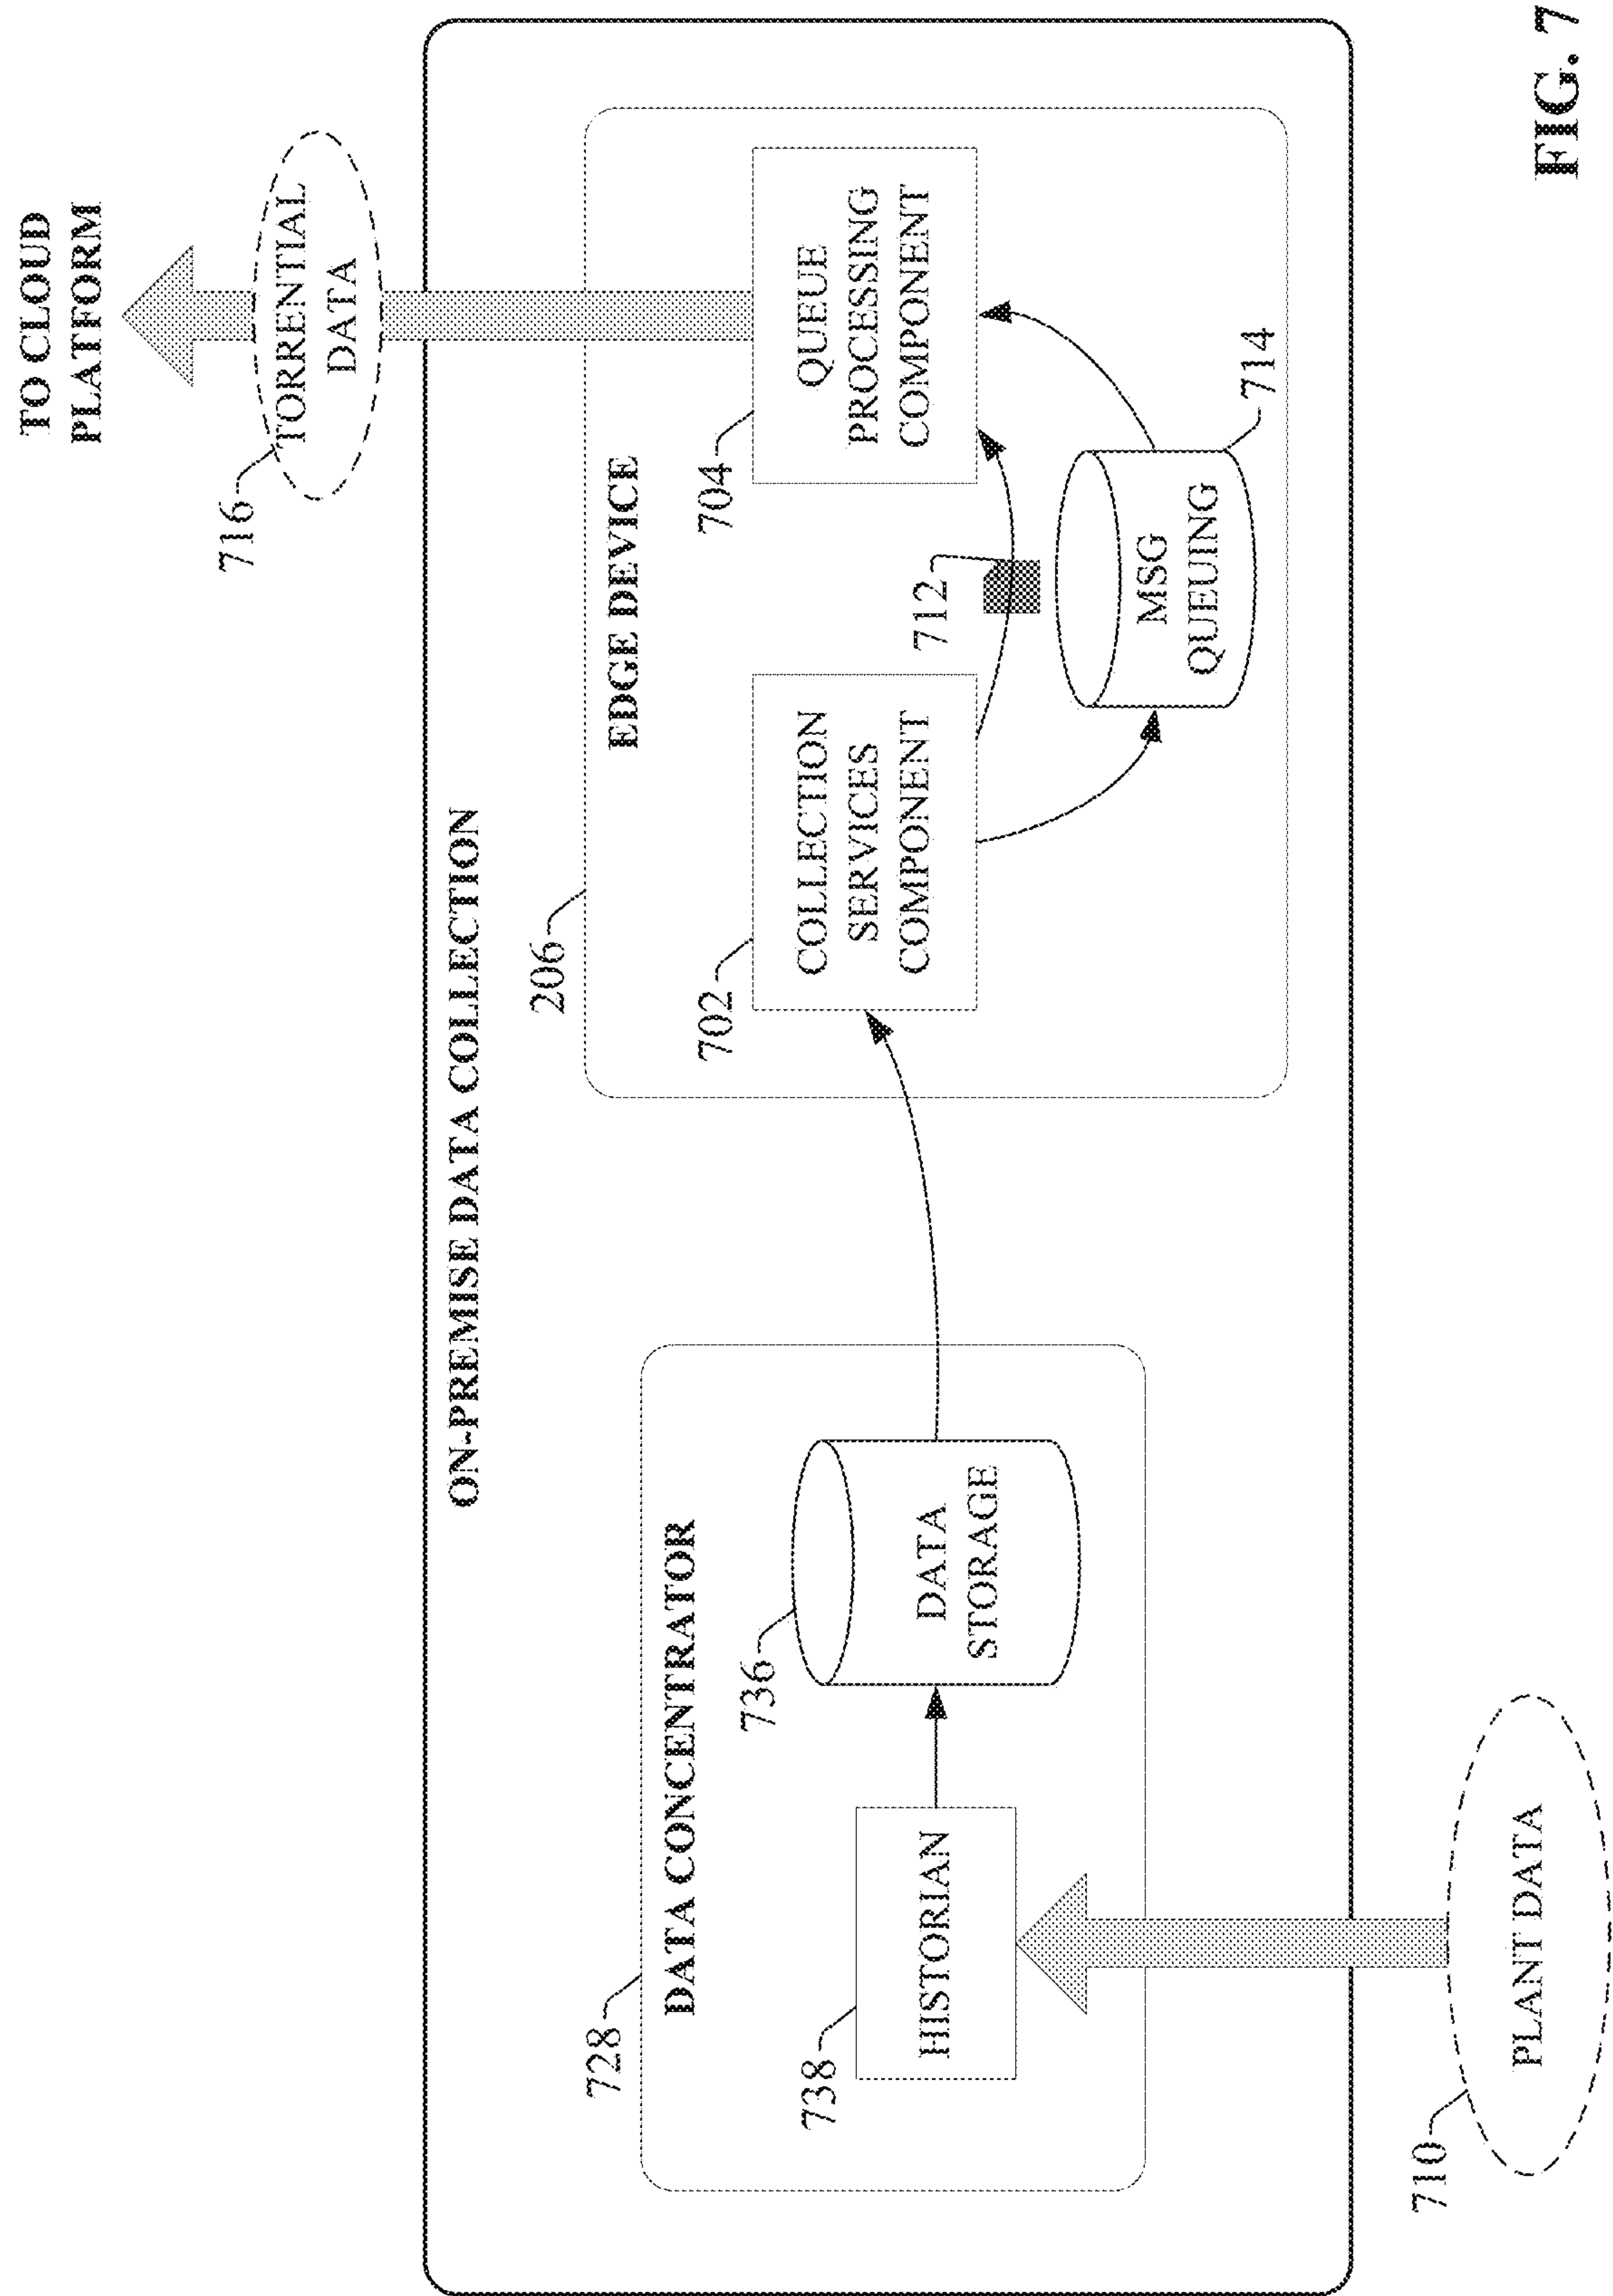 TO CLOUD
PLATFORM
716
TORRENTIAL
DATA
ON-PREMISE DATA COLLECTION
206
EDGE DEVICE
702
COLLECTION
SERVICES
COMPONENT
704
QUEUE
PROCESSING
COMPONENT
712
MSG
QUEUING
714
728
DATA CONCENTRATOR
738
HISTORIAN
736
DATA
STORAGE
710
PLANT DATA
FIG. 7